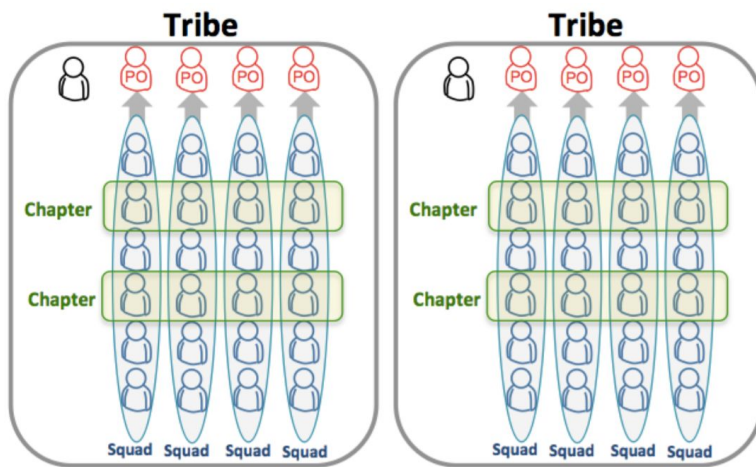 Tribe Tribe
PO PO PO PO PO PO PO PO
Chapter Chapter
Chapter Chapter
Squad Squad Squad Squad Squad Squad Squad Squad